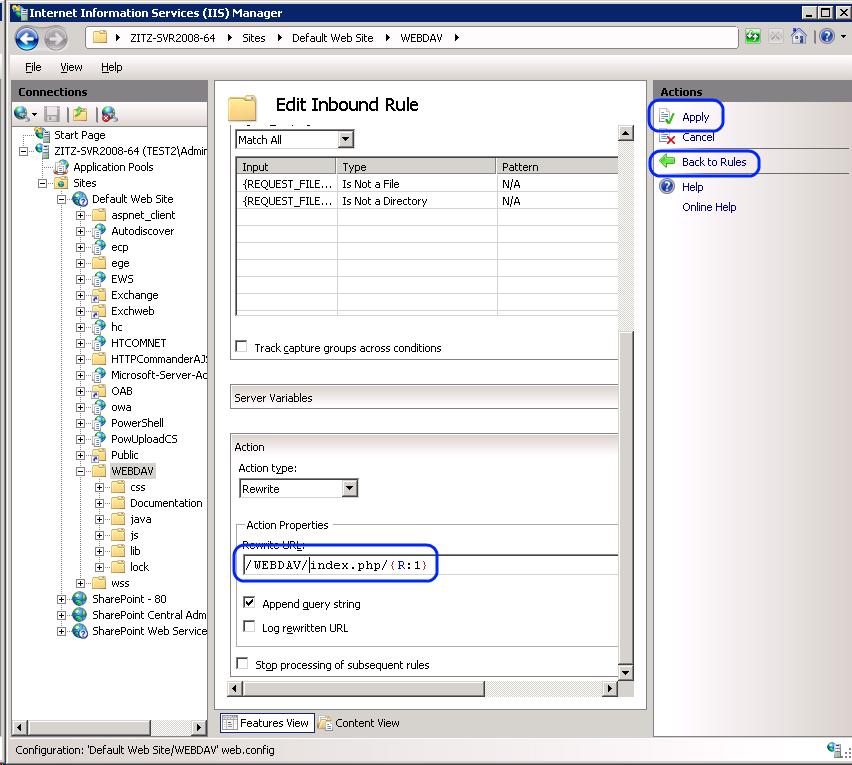 Internet Information Services (IIS) Manager
ZITZ-SVR2008-64 Sites Default Web Site WEBDAV
File View Help
Connections
Start Page
ZITZ-SVR2008-64 (TEST2\Admin
Application Pools
Sites
Default Web Site
aspnet_client
Autodiscover
ecp
ege
EWS
Exchange
Exchweb
hc
HTCOMNET
HTTPCommanderAJS
Microsoft-Server-Ac
OAB
owa
PowerShell
PowUploadCS
Public
WEBDAV
css
Documentation
java
js
lib
lock
wss
SharePoint - 80
SharePoint Central Adm
SharePoint Web Service
Edit Inbound Rule
Match All
Input Type Pattern
{REQUEST_FILE... Is Not a File N/A
{REQUEST_FILE... Is Not a Directory N/A
Track capture groups across conditions
Server Variables
Action
Action type:
Rewrite
Action Properties
Rewrite URL:
/WEBDAV/index.php/{R:1}
Append query string
Log rewritten URL
Stop processing of subsequent rules
Features View Content View
Actions
Apply
Cancel
Back to Rules
Help
Online Help
Configuration: 'Default Web Site/WEBDAV' web.config